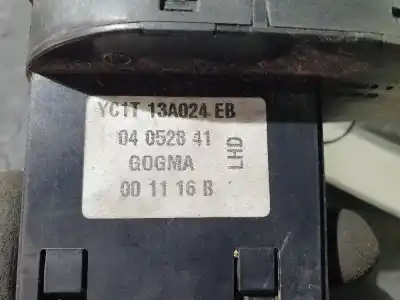 YC1T 13A024 EB
04 0528 41
GOGMA
00 11 16 B
LHD